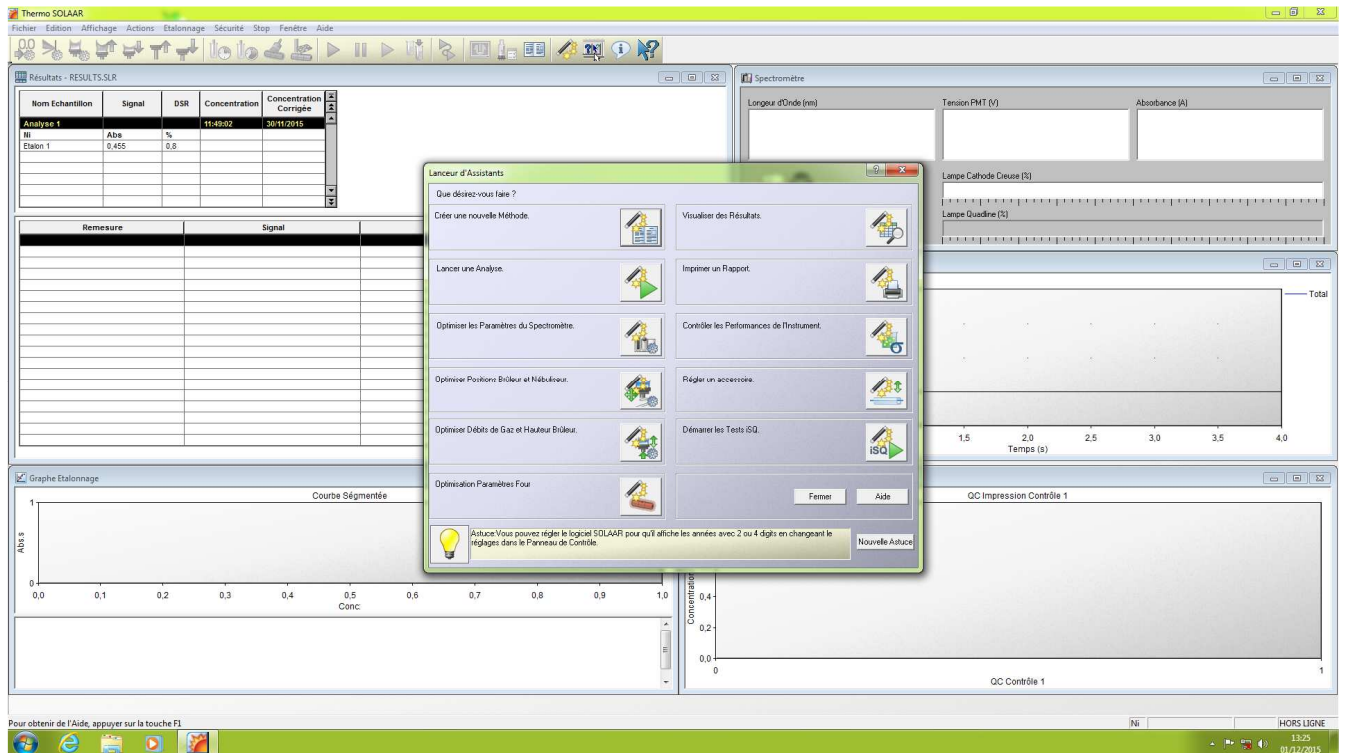 Thermo SOLAAR
Fichier Edition Affichage Actions Etalonnage Sécurité Stop Fenêtre Aide
Résultats - RESULTS.SLR
Nom Echantillon Signal DSR Concentration Concentration Corrigée
Analyse 1 11:49:02 30/11/2015
Ni Abs %
Etalon 1 0,455 0,8
Remesure Signal
Spectromètre
Longeur d'Onde (nm) Tension PMT (V) Absorbance (A)
Lampe Cathode Creuse (%)
Lampe Quadline (%)
Total
1,5 2,0 2,5 3,0 3,5 4,0
Temps (s)
Lanceur d'Assistants
Que désirez-vous faire ?
Créer une nouvelle Méthode. Visualiser des Résultats.
Lancer une Analyse. Imprimer un Rapport.
Optimiser les Paramètres du Spectromètre. Contrôler les Performances de l'Instrument.
Optimiser Positions Brûleur et Nébuliseur. Régler un accessoire.
Optimiser Débits de Gaz et Hauteur Brûleur. Démarrer les Tests iSQ.
iSQ
Optimisation Paramètres Four
Fermer Aide
Astuce:Vous pouvez régler le logiciel SOLAAR pour qu'il affiche les années avec 2 ou 4 digits en changeant le
réglages dans le Panneau de Contrôle.
Nouvelle Astuce
Graphe Etalonnage
Courbe Ségmentée
1
Abs.s
0
0,0 0,1 0,2 0,3 0,4 0,5 0,6 0,7 0,8 0,9 1,0
Conc
QC Impression Contrôle 1
Concentration
0,4
0,2
0,0
0 1
QC Contrôle 1
Pour obtenir de l'Aide, appuyer sur la touche F1
Ni HORS LIGNE
13:25
01/12/2015